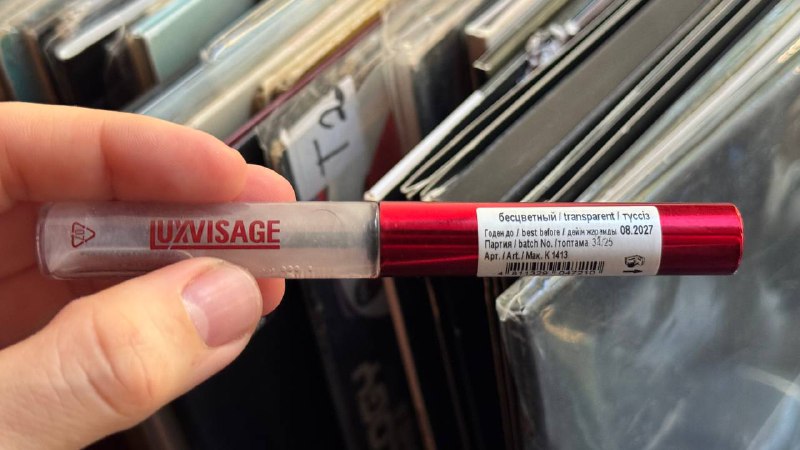 LUXVISAGE
бесцветный / transparent / түссіз
Годен до / best before / дейін жарамды 08.2027
Партия / batch No. /топтама 34/25
Арт. / Art. / Мах. К 1413